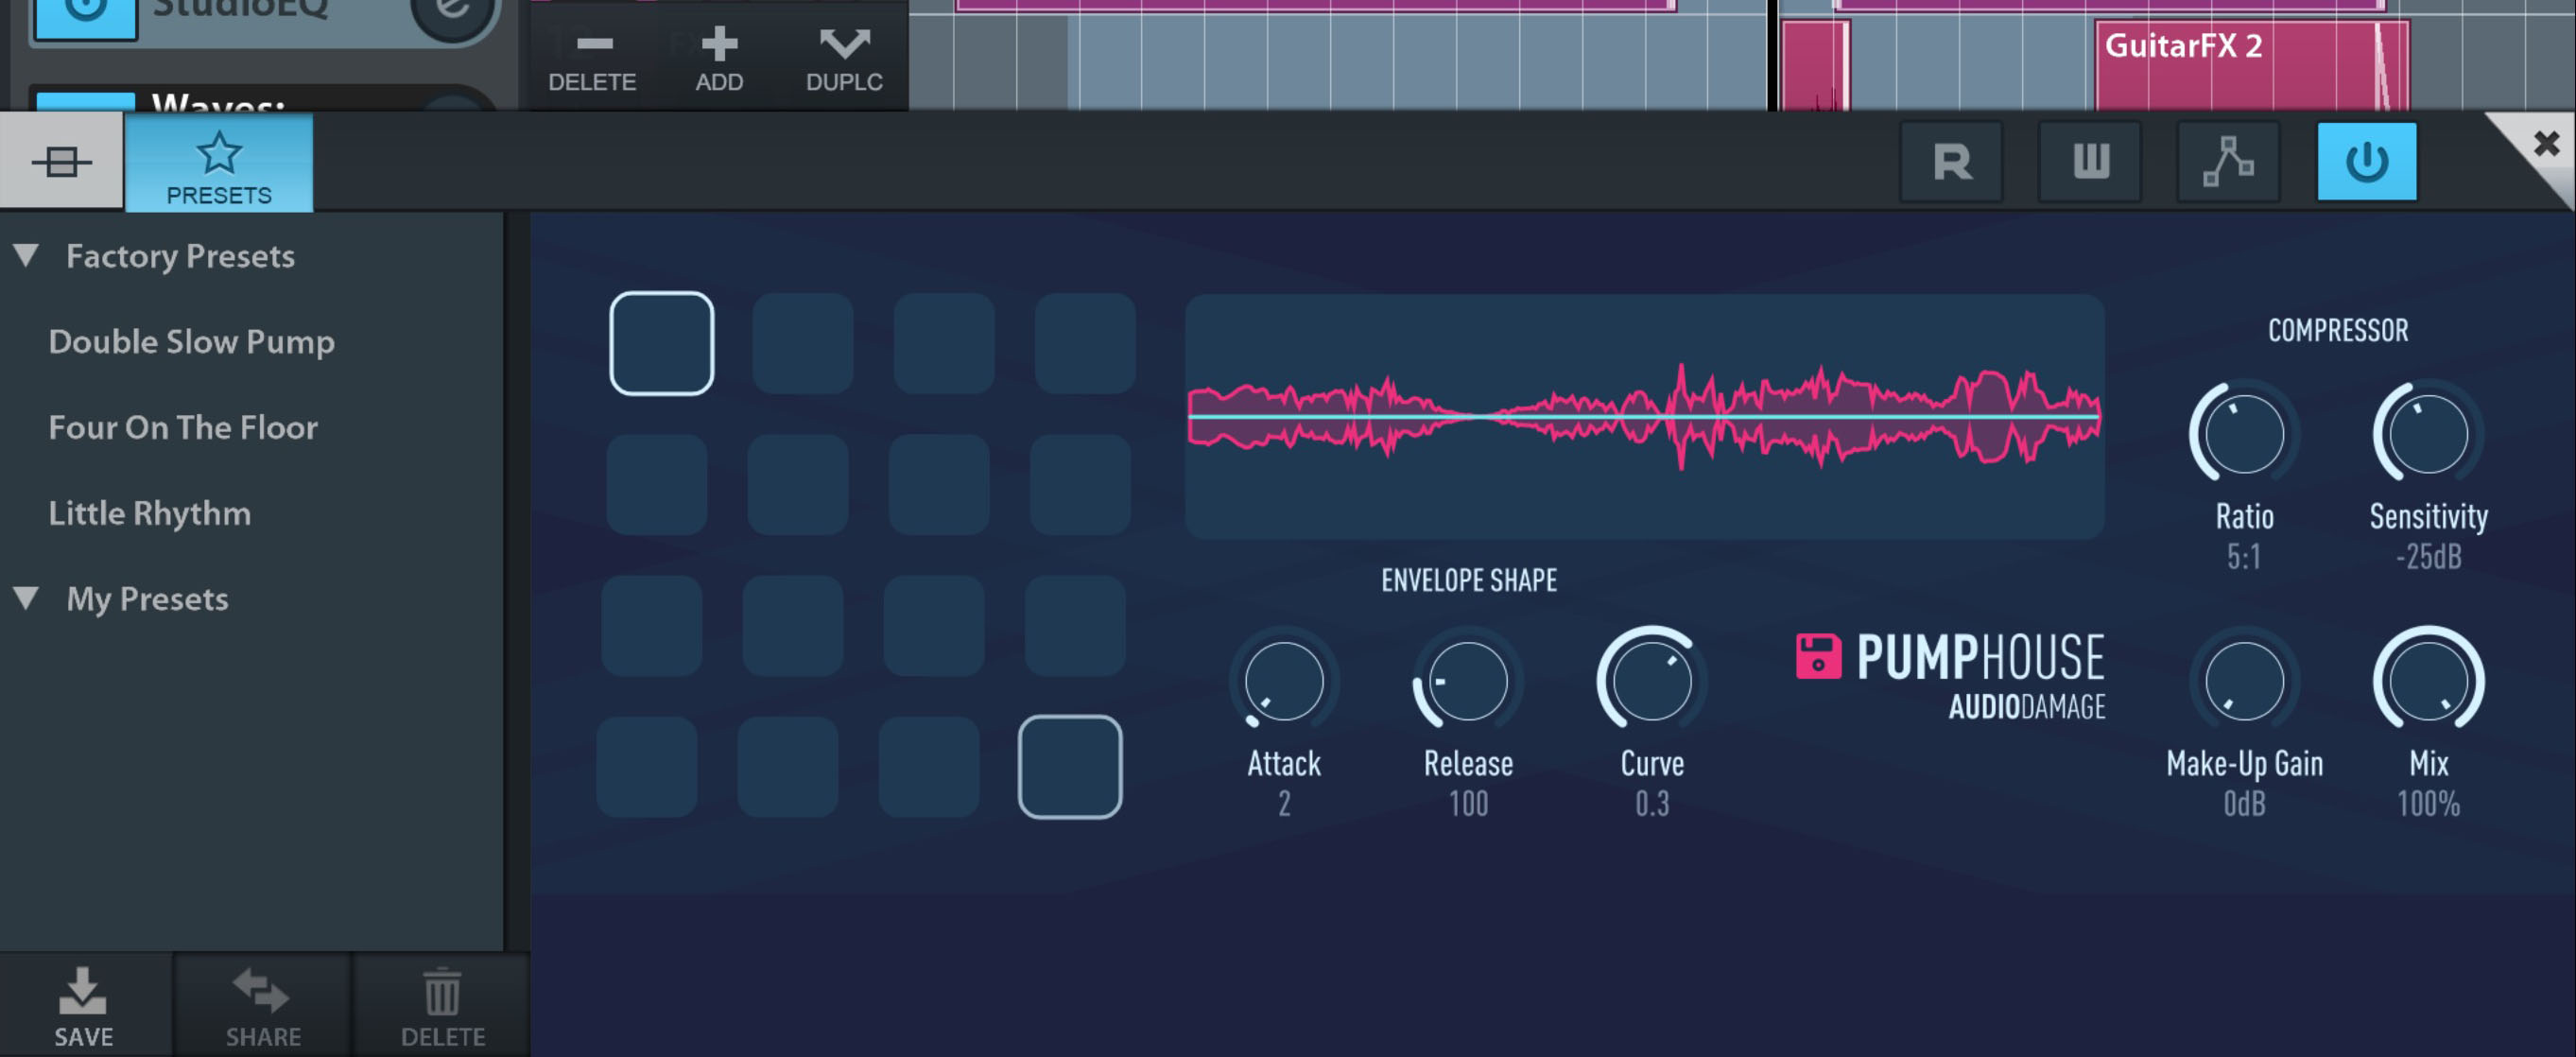 StudioEQ
Waves:
DELETE
ADD
DUPLC
GuitarFX 2
PRESETS
R
W
Factory Presets
Double Slow Pump
Four On The Floor
Little Rhythm
My Presets
SAVE
SHARE
DELETE
ENVELOPE SHAPE
Attack
2
Release
100
Curve
0.3
PUMPHOUSE
AUDIODAMAGE
COMPRESSOR
Ratio
5:1
Sensitivity
-25dB
Make-Up Gain
0dB
Mix
100%